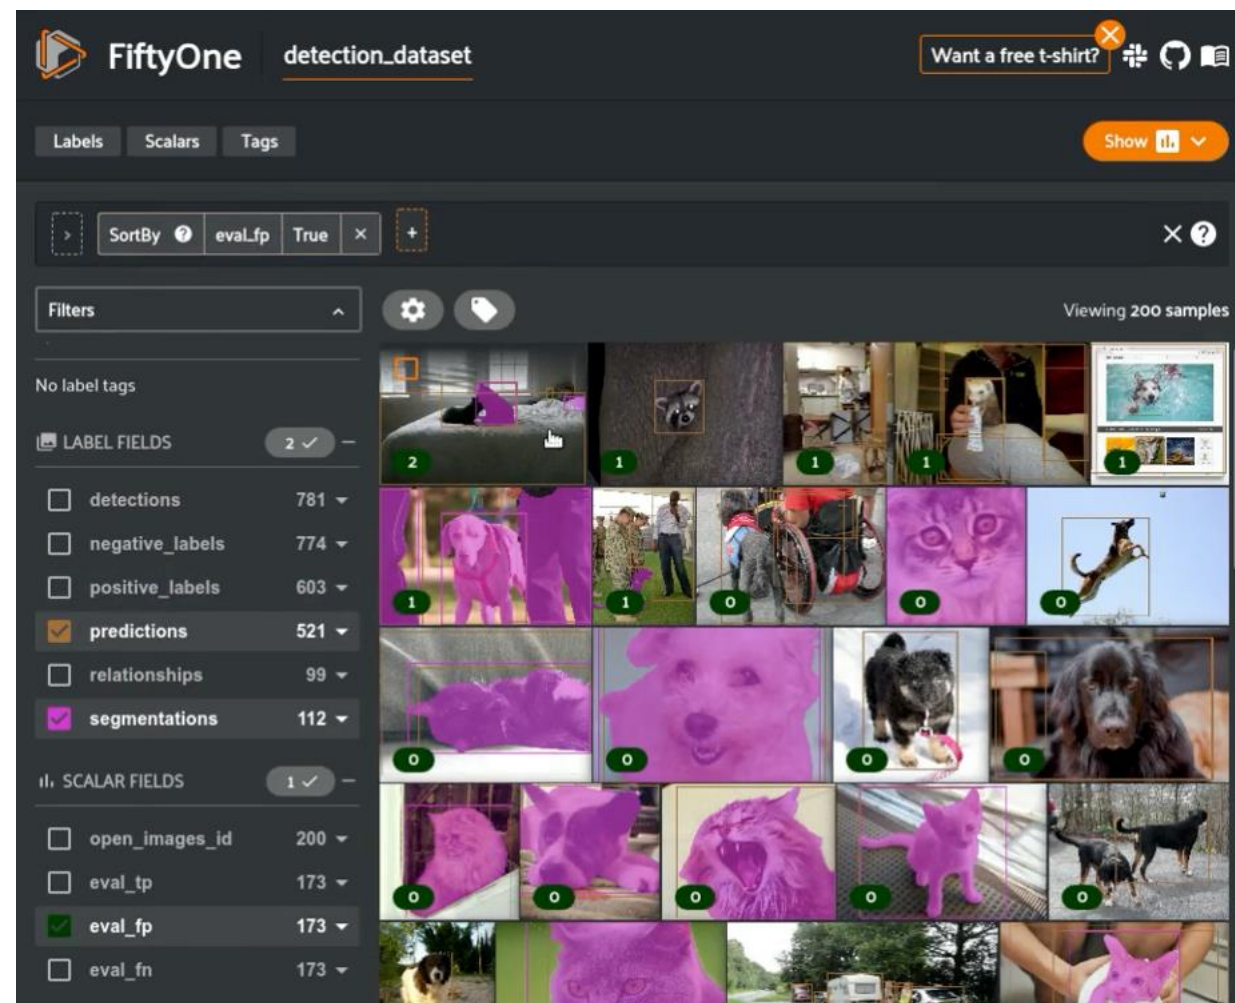 FiftyOne
detection_dataset
Want a free t-shirt?
Labels Scalars Tags
Show
> SortBy ? eval_fp True × +
× ?
Filters
Viewing 200 samples
No label tags
LABEL FIELDS 2
detections 781
negative_labels 774
positive_labels 603
predictions 521
relationships 99
segmentations 112
SCALAR FIELDS 1
open_images_id 200
eval_tp 173
eval_fp 173
eval_fn 173
2 1 1 1 1
1 1 0 0 0
0 0 0 0
0 0 0 0 0